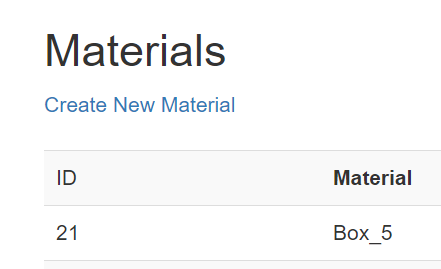 Materials
Create New Material
ID Material
21 Box_5